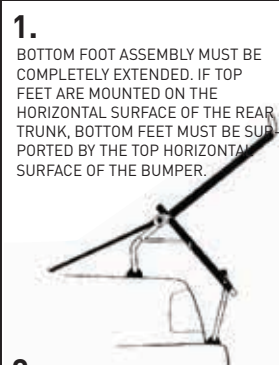 1.
BOTTOM FOOT ASSEMBLY MUST BE
COMPLETELY EXTENDED. IF TOP
FEET ARE MOUNTED ON THE
HORIZONTAL SURFACE OF THE REAR
TRUNK, BOTTOM FEET MUST BE SUP-
PORTED BY THE TOP HORIZONTAL
SURFACE OF THE BUMPER.